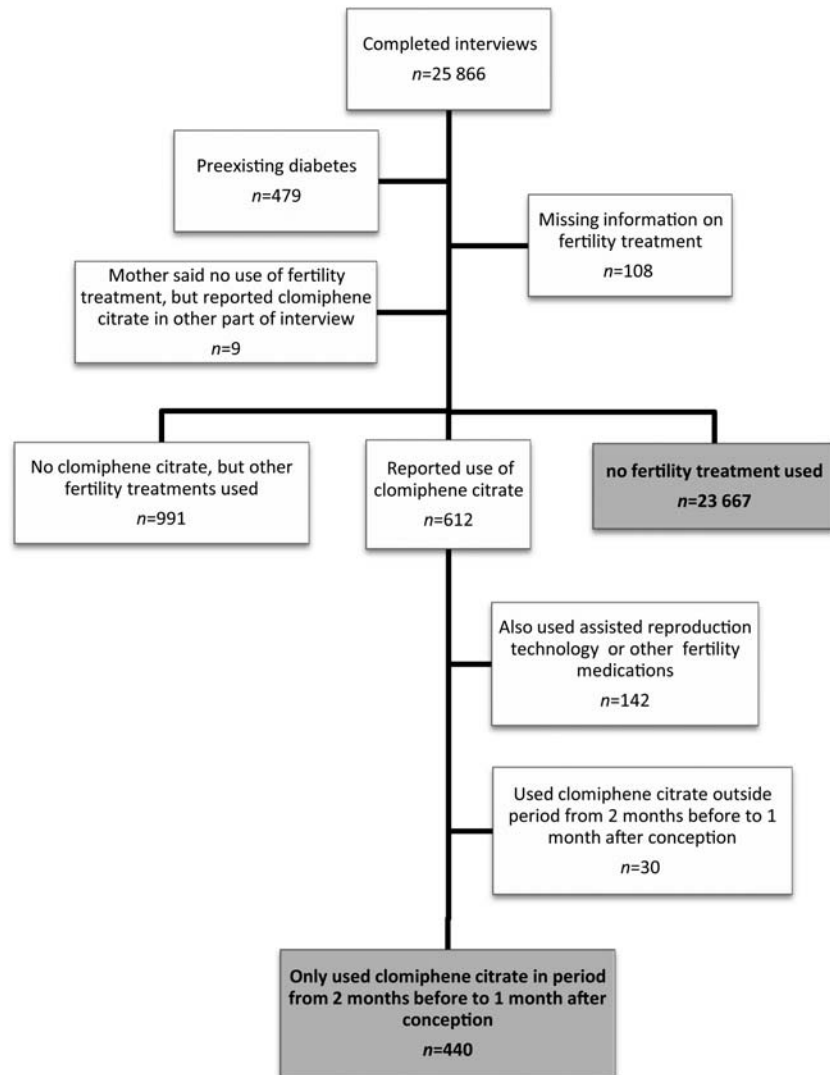 Completed interviews
n=25 866
Preexisting diabetes
n=479
Missing information on
fertility treatment
n=108
Mother said no use of fertility
treatment, but reported clomiphene
citrate in other part of interview
n=9
No clomiphene citrate, but other
fertility treatments used
n=991
Reported use of
clomiphene citrate
n=612
no fertility treatment used
n=23 667
Also used assisted reproduction
technology or other fertility
medications
n=142
Used clomiphene citrate outside
period from 2 months before to 1
month after conception
n=30
Only used clomiphene citrate in period
from 2 months before to 1 month after
conception
n=440